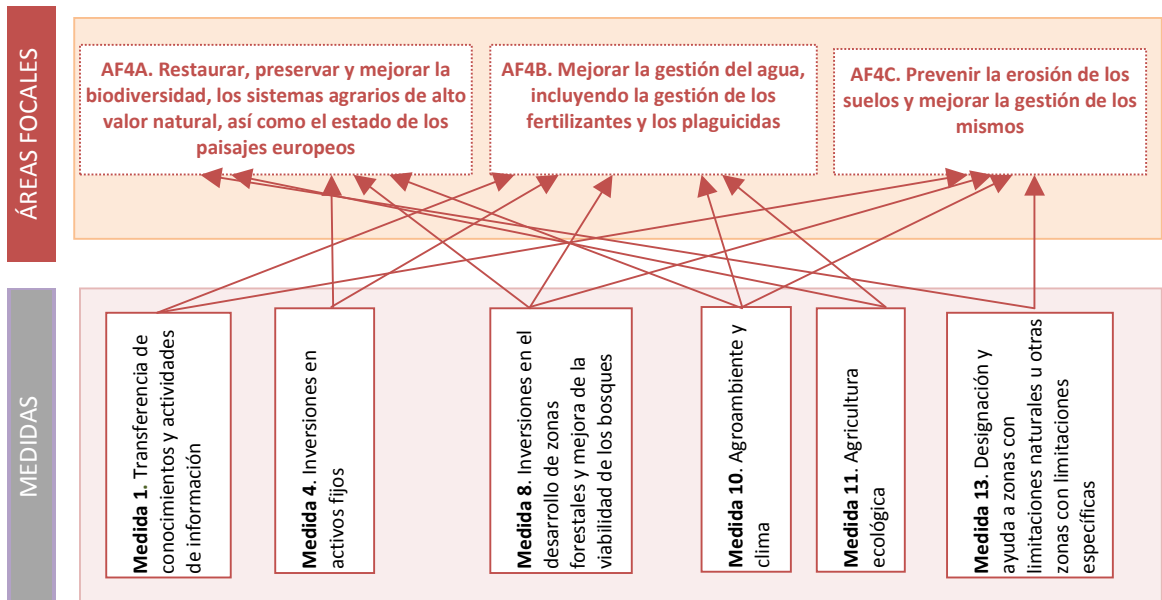 ÁREAS FOCALES
AF4A. Restaurar, preservar y mejorar la
biodiversidad, los sistemas agrarios de alto
valor natural, así como el estado de los
paisajes europeos
AF4B. Mejorar la gestión del agua,
incluyendo la gestión de los
fertilizantes y los plaguicidas
AF4C. Prevenir la erosión de los
suelos y mejorar la gestión de los
mismos
MEDIDAS
Medida 1. Transferencia de
conocimientos y actividades
de información
Medida 4. Inversiones en
activos fijos
Medida 8. Inversiones en el
desarrollo de zonas
forestales y mejora de la
viabilidad de los bosques
Medida 10. Agroambiente y
clima
Medida 11. Agricultura
ecológica
Medida 13. Designación y
ayuda a zonas con
limitaciones naturales u otras
zonas con limitaciones
específicas